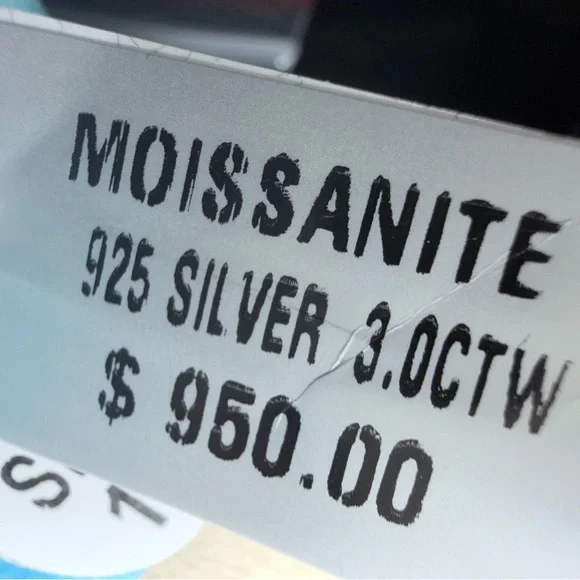 MOISSANITE
925 SILVER 3.0CTW
$ 950.00